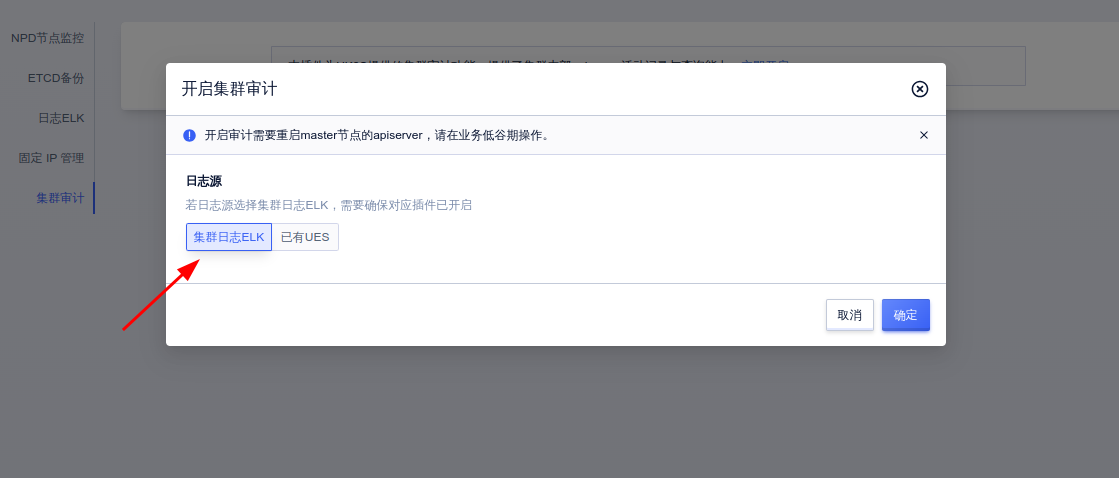 NPD节点监控
ETCD备份
日志ELK
固定 IP 管理
集群审计
开启集群审计
开启审计需要重启master节点的apiserver，请在业务低谷期操作。
日志源
若日志源选择集群日志ELK，需要确保对应插件已开启
集群日志ELK 已有UES
取消 确定